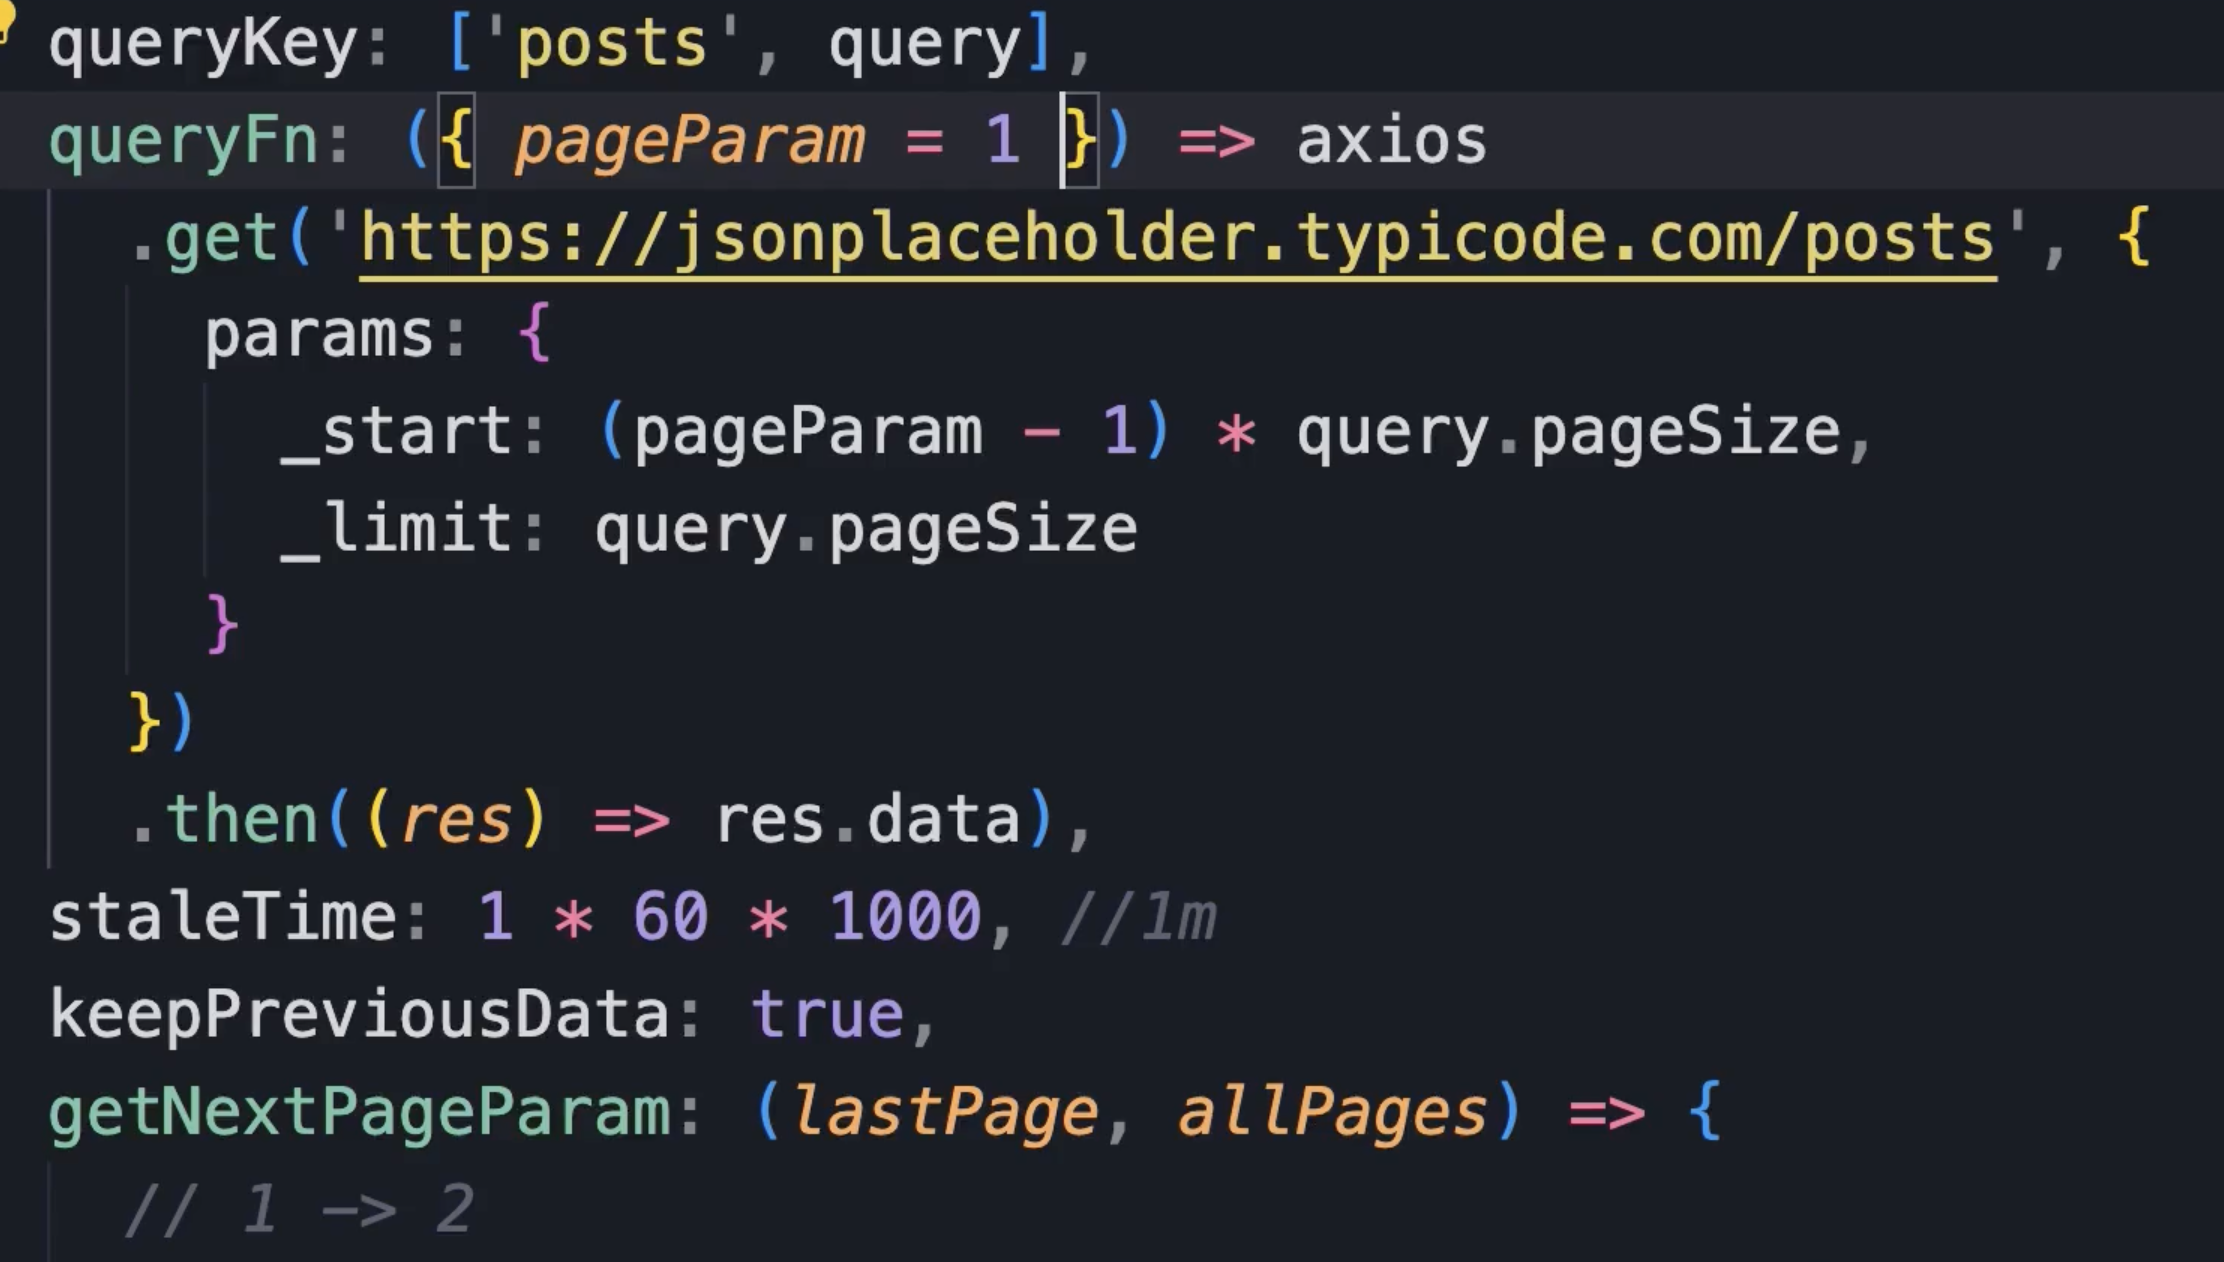 queryKey: ['posts', query],
queryFn: ({ pageParam = 1 }) => axios
.get('https://jsonplaceholder.typicode.com/posts', {
params: {
_start: (pageParam - 1) * query.pageSize,
_limit: query.pageSize
}
})
.then((res) => res.data),
staleTime: 1 * 60 * 1000, //1m
keepPreviousData: true,
getNextPageParam: (lastPage, allPages) => {
// 1 -> 2